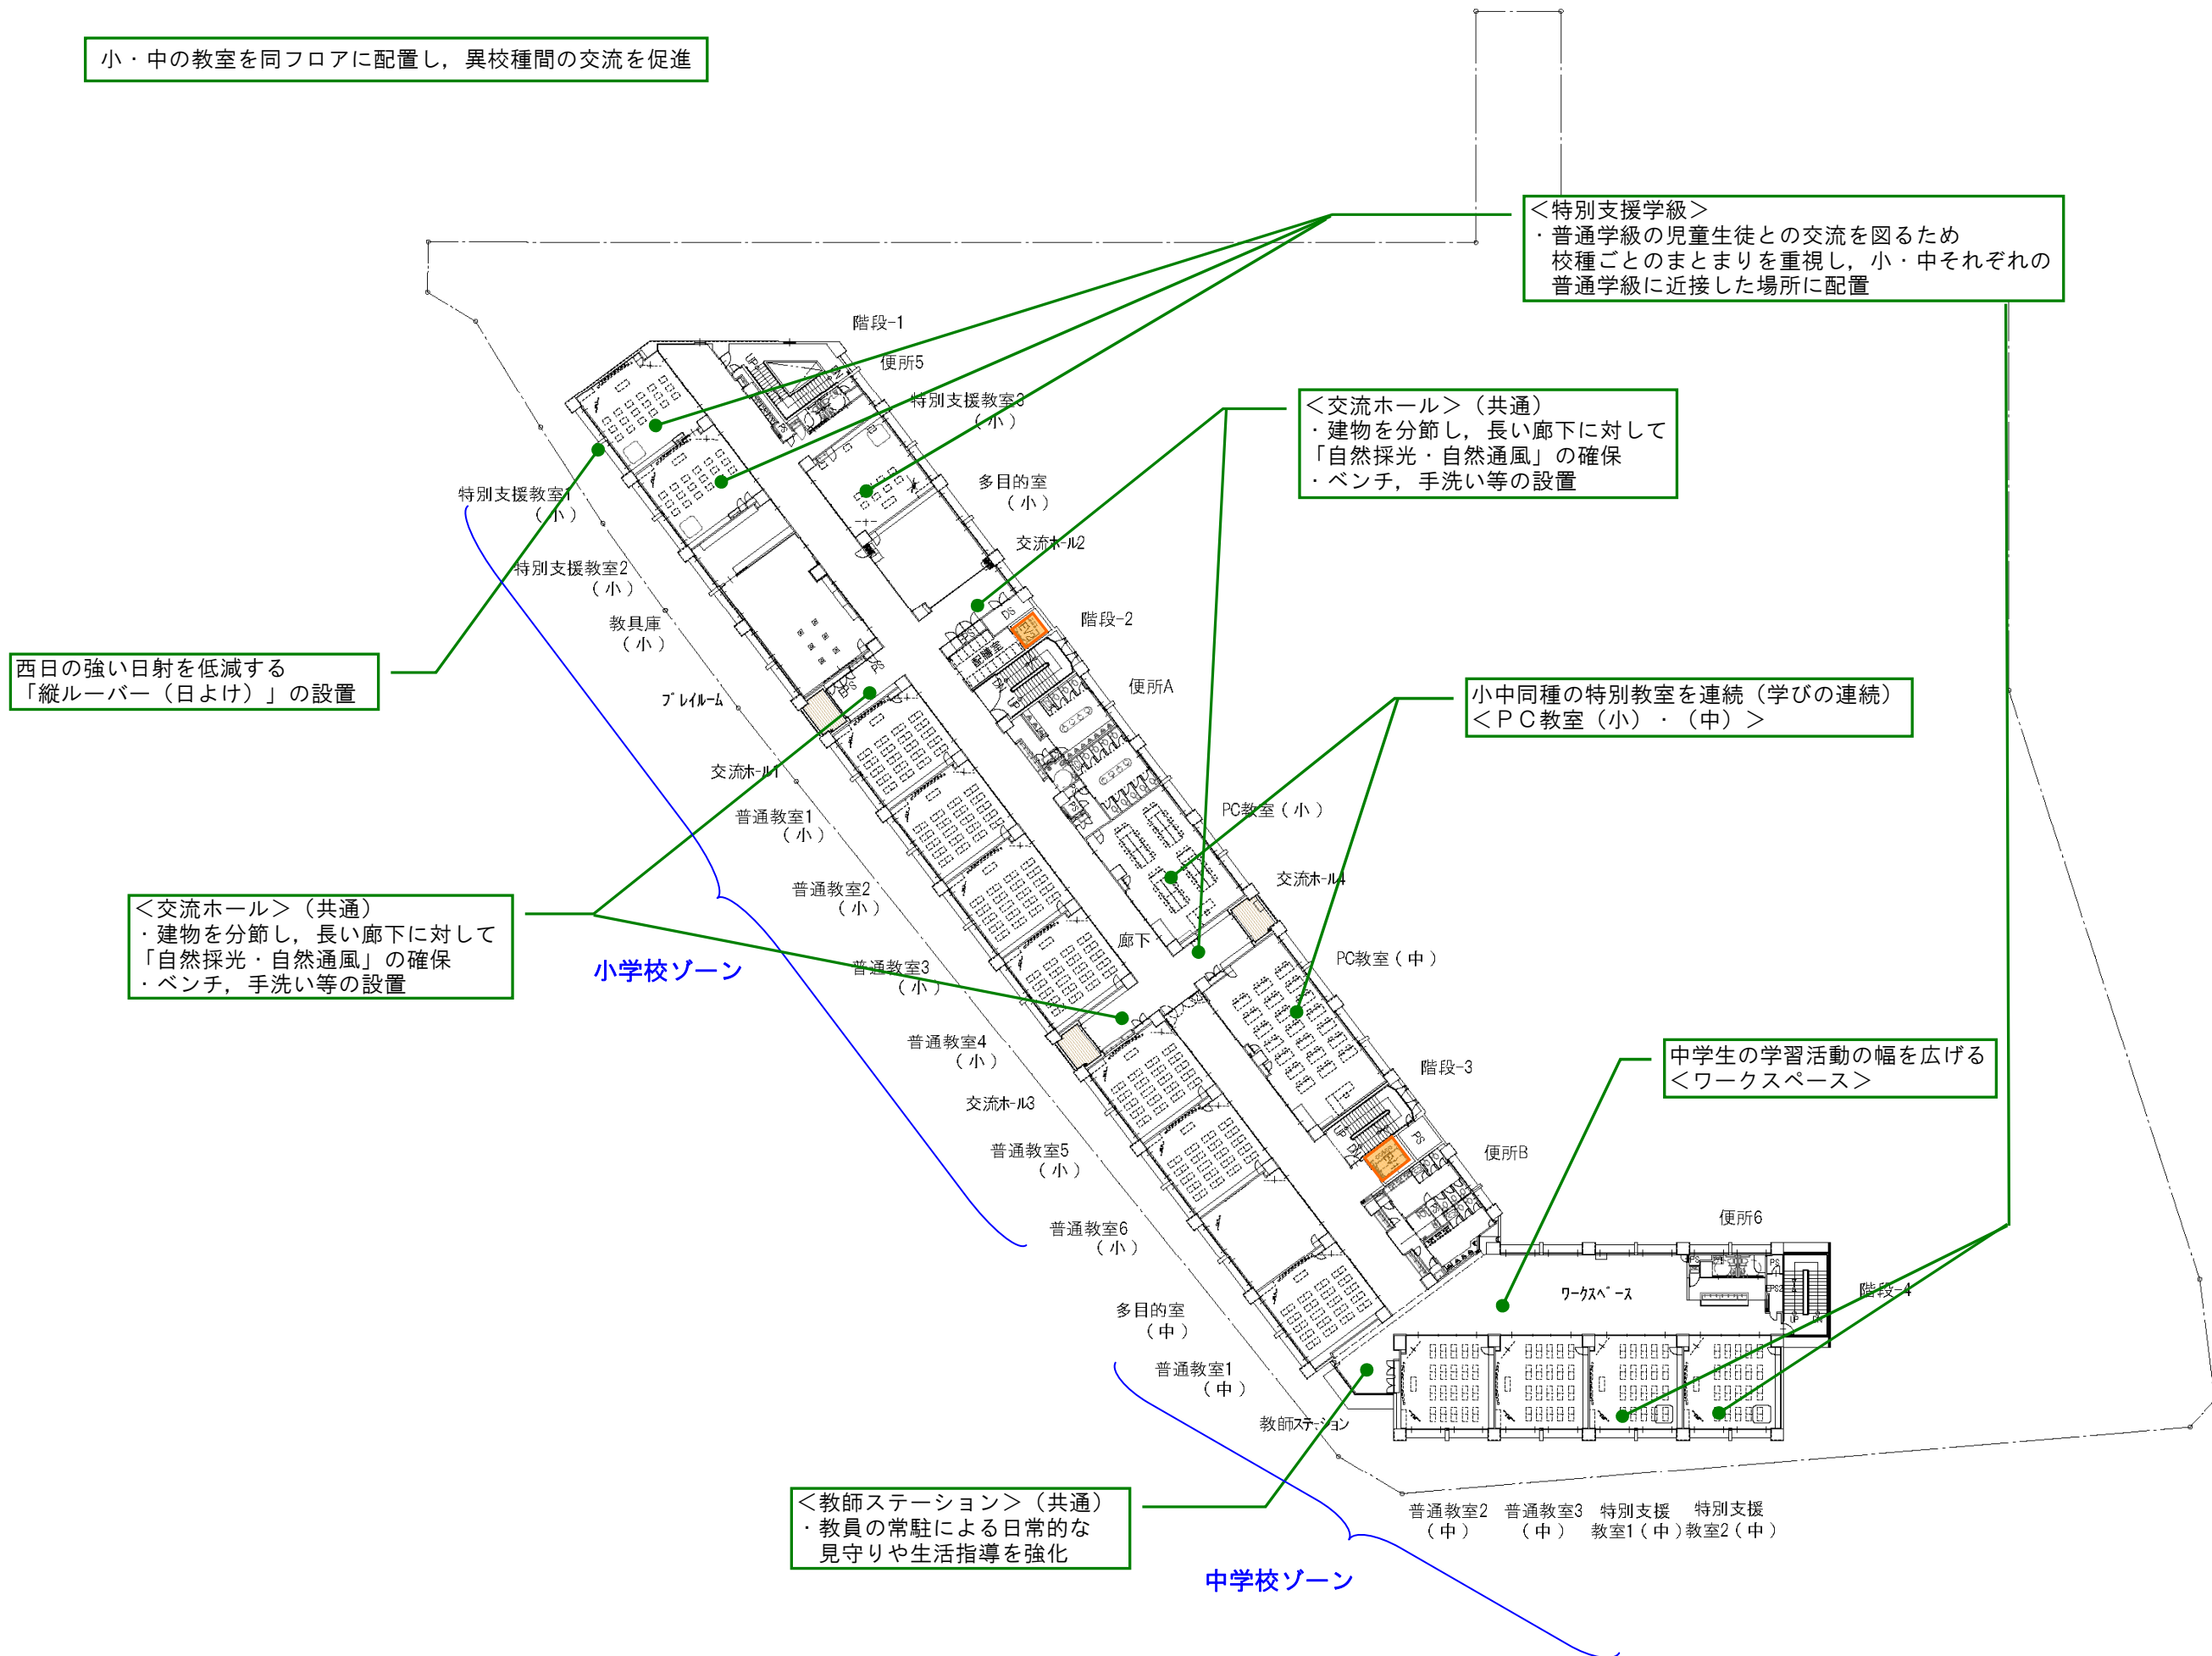 小・中の教室を同フロアに配置し，異校種間の交流を促進
＜特別支援学級＞
・普通学級の児童生徒との交流を図るため
校種ごとのまとまりを重視し，小・中それぞれの
普通学級に近接した場所に配置
階段-1
便所5
特別支援教室3
（小）
＜交流ホール＞（共通）
・建物を分節し，長い廊下に対して
「自然採光・自然通風」の確保
・ベンチ，手洗い等の設置
多目的室
（小）
特別支援教室1
（小）
交流ホール2
特別支援教室2
（小）
DS
階段-2
教具庫
（小）
配膳室
西日の強い日射を低減する
「縦ルーバー（日よけ）」の設置
PS
EPS
便所A
プレイルーム
小中同種の特別教室を連続（学びの連続）
＜ＰＣ教室（小）・（中）＞
交流ホール1
普通教室1
（小）
PC教室（小）
普通教室2
（小）
交流ホール4
＜交流ホール＞（共通）
・建物を分節し，長い廊下に対して
「自然採光・自然通風」の確保
・ベンチ，手洗い等の設置
廊下
小学校ゾーン
普通教室3
（小）
PC教室（中）
普通教室4
（小）
中学生の学習活動の幅を広げる
＜ワークスペース＞
階段-3
交流ホール3
PS
普通教室5
（小）
便所B
普通教室6
（小）
便所6
PS
PS
EPS2
ワークスペース
階段-4
UP
DN
多目的室
（中）
普通教室1
（中）
教師ステーション
＜教師ステーション＞（共通）
・教員の常駐による日常的な
見守りや生活指導を強化
普通教室2
（中）
普通教室3
（中）
特別支援
教室1（中）
特別支援
教室2（中）
中学校ゾーン